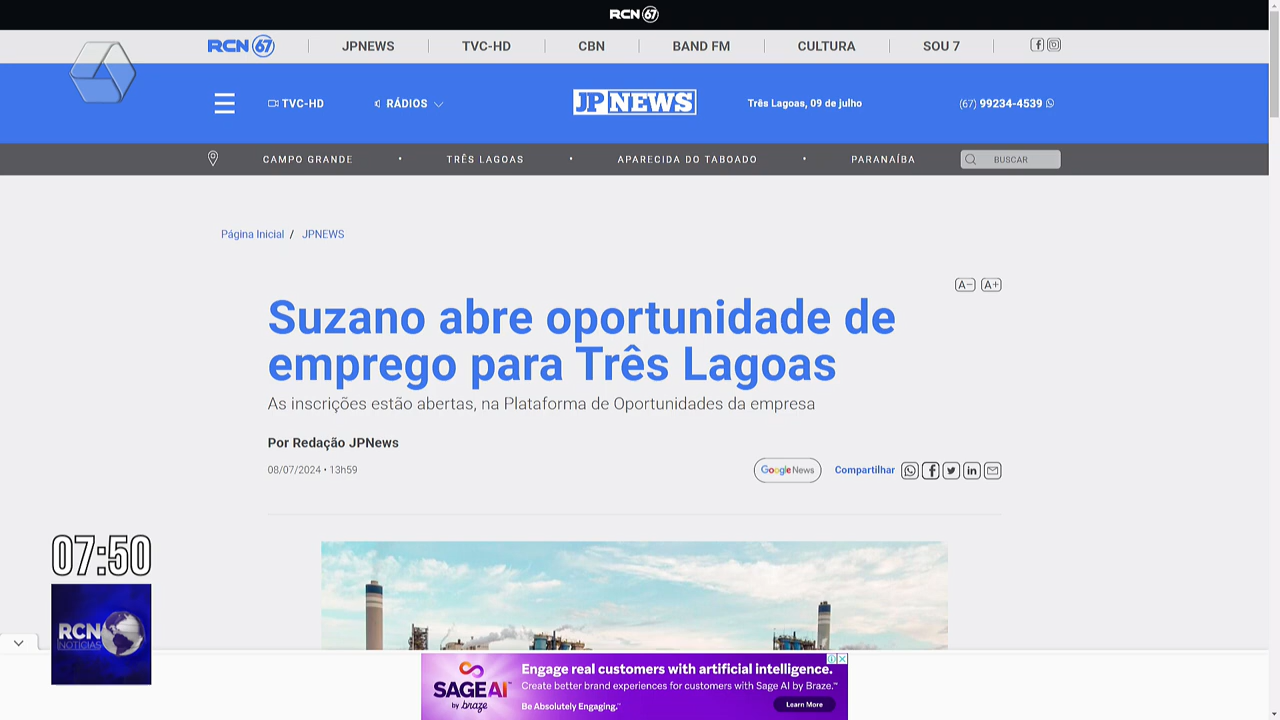 RCN 67
RCN 67 JPNEWS TVC-HD CBN BAND FM CULTURA SOU 7
TVC-HD RÁDIOS JPNEWS Três Lagoas, 09 de julho (67) 99234-4539
CAMPO GRANDE • TRÊS LAGOAS • APARECIDA DO TABOADO • PARANAÍBA BUSCAR
Página Inicial / JPNEWS
A- A+
Suzano abre oportunidade de
emprego para Três Lagoas
As inscrições estão abertas, na Plataforma de Oportunidades da empresa
Por Redação JPNews
08/07/2024 • 13h59
Google News Compartilhar
07:50
RCN
NOTÍCIAS
SAGE AI™
by braze
Engage real customers with artificial intelligence.
Create better brand experiences for customers with Sage AI by Braze.™
Be Absolutely Engaging.™
Learn More